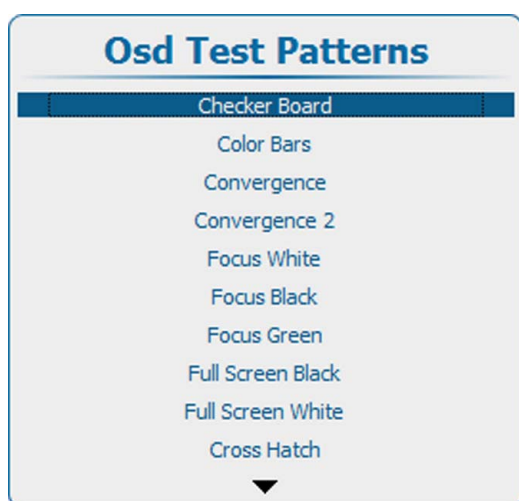 Osd Test Patterns
Checker Board
Color Bars
Convergence
Convergence 2
Focus White
Focus Black
Focus Green
Full Screen Black
Full Screen White
Cross Hatch